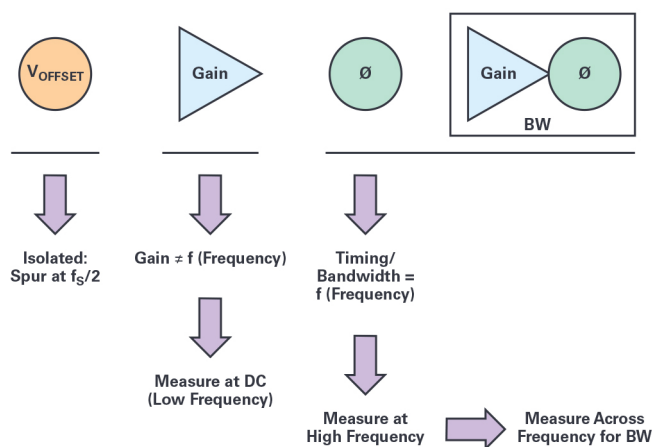 VOFFSET
Gain
Ø
Gain
Ø
BW
Isolated:
Spur at fS/2
Gain ≠ f (Frequency)
Timing/
Bandwidth =
f (Frequency)
Measure at DC
(Low Frequency)
Measure at
High Frequency
Measure Across
Frequency for BW